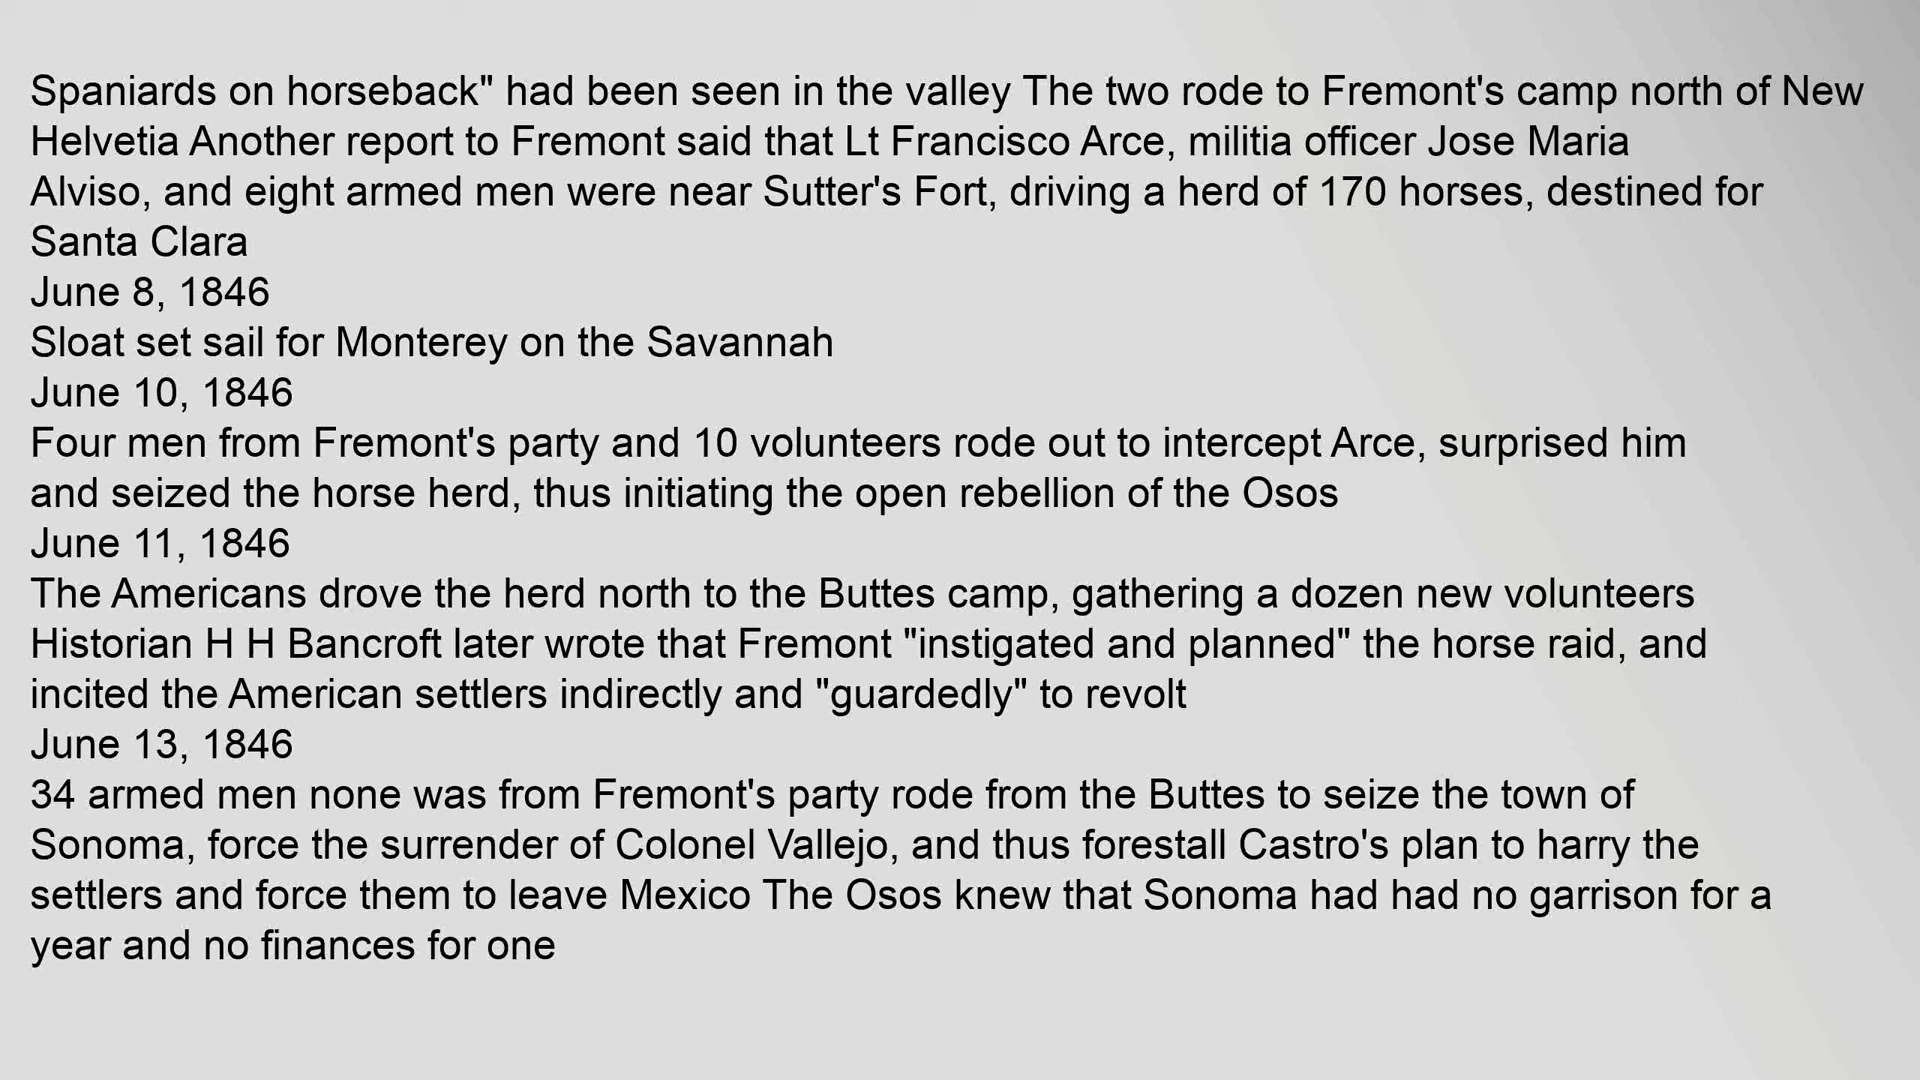 Spaniards on horseback" had been seen in the valley The two rode to Fremont's camp north of New
Helvetia Another report to Fremont said that Lt Francisco Arce, militia officer Jose Maria
Alviso, and eight armed men were near Sutter's Fort, driving a herd of 170 horses, destined for
Santa Clara
June 8, 1846
Sloat set sail for Monterey on the Savannah
June 10, 1846
Four men from Fremont's party and 10 volunteers rode out to intercept Arce, surprised him
and seized the horse herd, thus initiating the open rebellion of the Osos
June 11, 1846
The Americans drove the herd north to the Buttes camp, gathering a dozen new volunteers
Historian H H Bancroft later wrote that Fremont "instigated and planned" the horse raid, and
incited the American settlers indirectly and "guardedly" to revolt
June 13, 1846
34 armed men none was from Fremont's party rode from the Buttes to seize the town of
Sonoma, force the surrender of Colonel Vallejo, and thus forestall Castro's plan to harry the
settlers and force them to leave Mexico The Osos knew that Sonoma had had no garrison for a
year and no finances for one